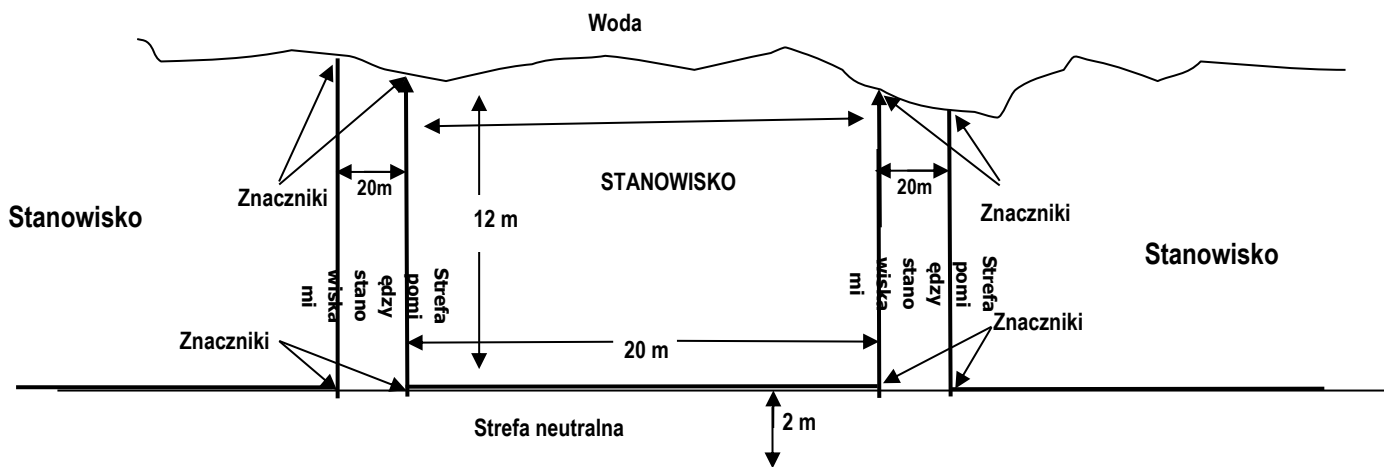 Woda
20m
STANOWISKO
20m
Znaczniki
Znaczniki
Stanowisko
12 m
Stanowisko
Strefa
pomi
ędzy
stano
wiska
mi
Strefa
pomi
ędzy
stano
wiska
mi
Znaczniki
Znaczniki
20 m
Strefa neutralna
2 m